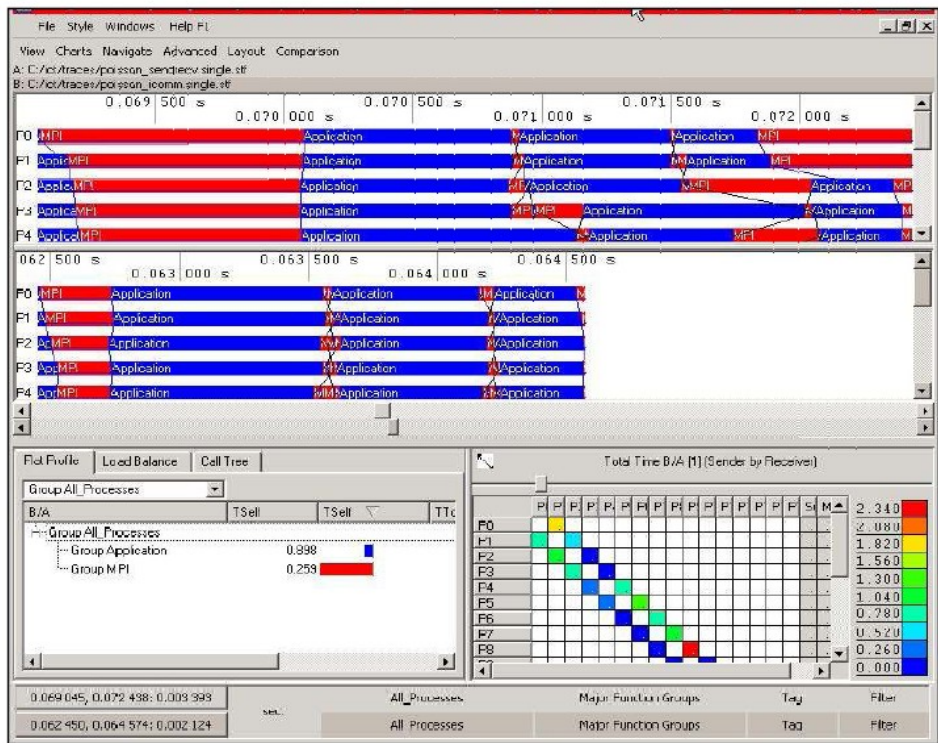 File Style Windows Help F1
View Charts Navigate Advanced Layout Comparison
A: C:/ict/traces/poisson_sendrecv.single.stf
B: C:/ict/traces/poisson_icomm.single.stf
0.069 500 s 0.070 500 s 0.071 500 s
0.070 000 s 0.071 000 s 0.072 000 s
P0 MPI Application Application Application MPI
P1 MPI Application Application Application MPI
P2 MPI Application Application MPI Application
P3 MPI Application MPI MPI Application Application
P4 MPI Application Application MPI Application
062 500 s 0.063 500 s 0.064 500 s
0.063 000 s 0.064 000 s
P0 MPI Application Application Application
P1 MPI Application Application Application
P2 MPI Application Application Application
P3 MPI Application Application Application
P4 MPI Application Application Application
Flat Profile Load Balance Call Tree
Group All_Processes
B/A TSelf TSelf
Group All_Processes
Group Application 0.898
Group MPI 0.259
Total Time B/A [1] (Sender by Receiver)
P0
P1
P2
P3
P4
P5
P6
P7
P8
2.340
2.080
1.820
1.560
1.300
1.040
0.780
0.520
0.260
0.000
0.069 045, 0.072 438: 0.003 393 sec. All_Processes Major Function Groups Tag Filter
0.062 450, 0.064 574: 0.002 124 All_Processes Major Function Groups Tag Filter